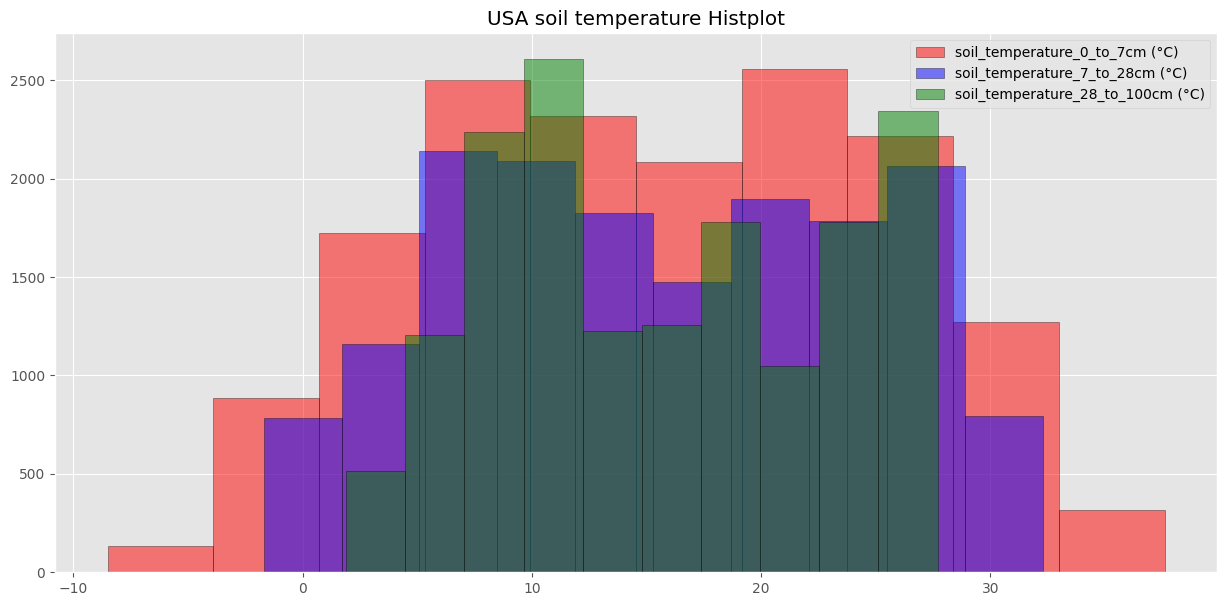 USA soil temperature Histplot
soil_temperature_0_to_7cm (°C)
soil_temperature_7_to_28cm (°C)
soil_temperature_28_to_100cm (°C)
2500
2000
1500
1000
500
0
−10
0
10
20
30